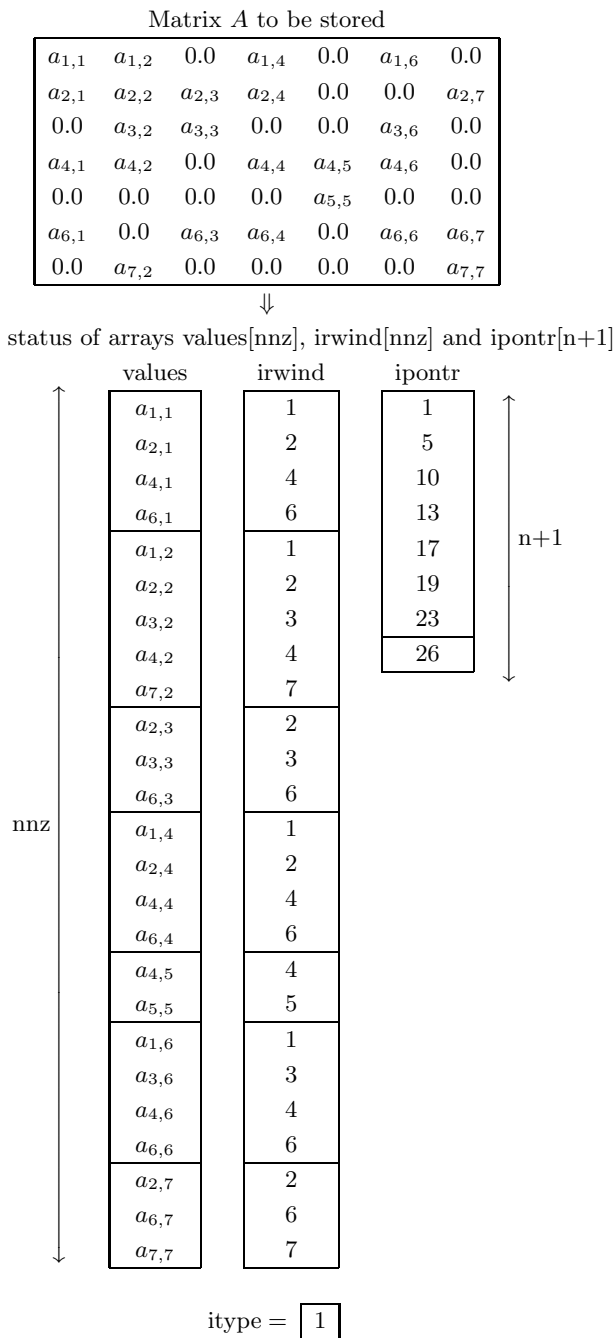 Matrix A to be stored
a1,1 a1,2 0.0 a1,4 0.0 a1,6 0.0
a2,1 a2,2 a2,3 a2,4 0.0 0.0 a2,7
0.0 a3,2 a3,3 0.0 0.0 a3,6 0.0
a4,1 a4,2 0.0 a4,4 a4,5 a4,6 0.0
0.0 0.0 0.0 0.0 a5,5 0.0 0.0
a6,1 0.0 a6,3 a6,4 0.0 a6,6 a6,7
0.0 a7,2 0.0 0.0 0.0 0.0 a7,7
⇓
status of arrays values[nnz], irwind[nnz] and ipontr[n+1]
values irwind ipontr
a1,1 1 1
a2,1 2 5
a4,1 4 10
a6,1 6 13
a1,2 1 17 n+1
a2,2 2 19
a3,2 3 23
a4,2 4 26
a7,2 7
a2,3 2
a3,3 3
a6,3 6
nnz a1,4 1
a2,4 2
a4,4 4
a6,4 6
a4,5 4
a5,5 5
a1,6 1
a3,6 3
a4,6 4
a6,6 6
a2,7 2
a6,7 6
a7,7 7
itype = 1